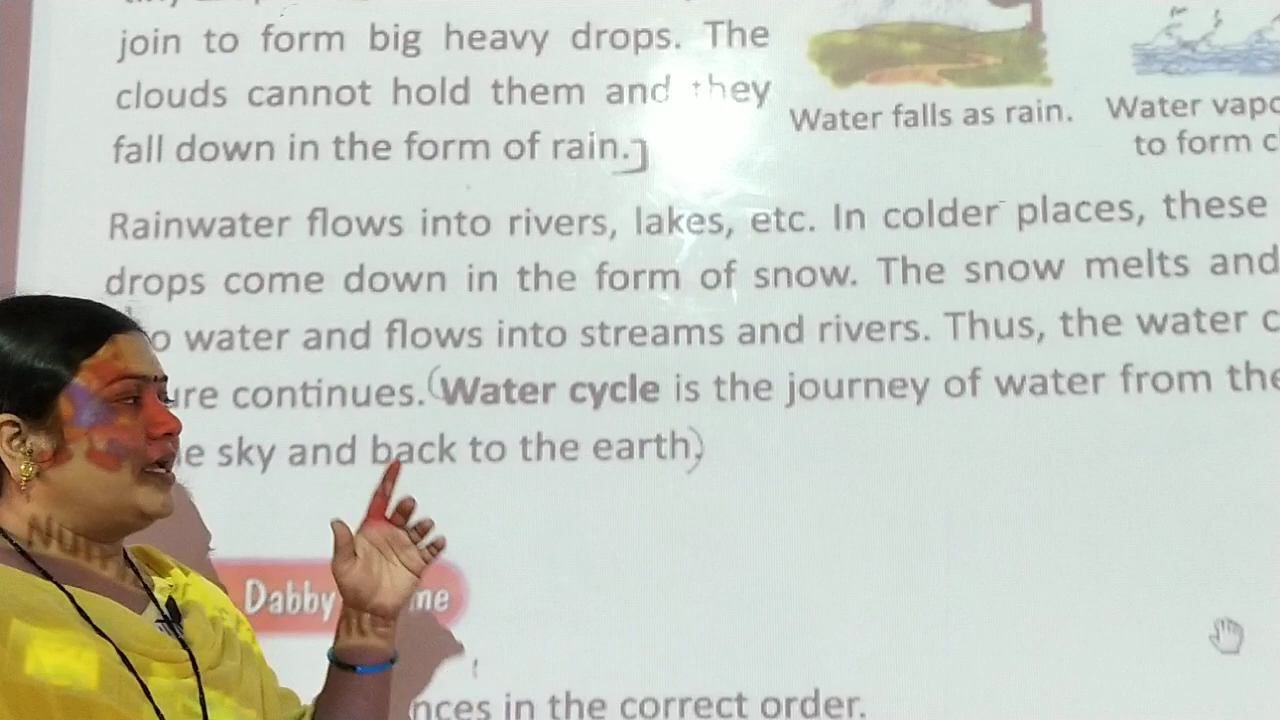 join to form big heavy drops. The
clouds cannot hold them and they
fall down in the form of rain.
Water falls as rain.
Water
to form
Rainwater flows into rivers, lakes, etc. In colder places, these
drops come down in the form of snow. The snow melts and
water and flows into streams and rivers. Thus, the water
continues. (Water cycle is the journey of water from the
sky and back to the earth)
Dabby
in the correct order.